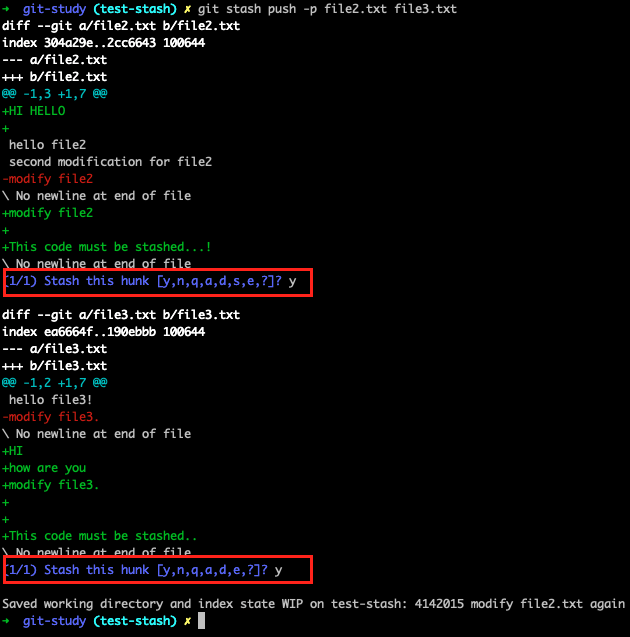 ➜ git-study (test-stash) ✗ git stash push -p file2.txt file3.txt
diff --git a/file2.txt b/file2.txt
index 304a29e..2cc6643 100644
--- a/file2.txt
+++ b/file2.txt
@@ -1,3 +1,7 @@
+HI HELLO
+
 hello file2
 second modification for file2
-modify file2
\ No newline at end of file
+modify file2
+
+This code must be stashed...!
\ No newline at end of file
(1/1) Stash this hunk [y,n,q,a,d,s,e,?]? y
diff --git a/file3.txt b/file3.txt
index ea6664f..190ebbb 100644
--- a/file3.txt
+++ b/file3.txt
@@ -1,2 +1,7 @@
 hello file3!
-modify file3.
\ No newline at end of file
+HI
+how are you
+modify file3.
+
+
+This code must be stashed..
\ No newline at end of file
(1/1) Stash this hunk [y,n,q,a,d,e,?]? y
Saved working directory and index state WIP on test-stash: 4142015 modify file2.txt again
➜ git-study (test-stash) ✗